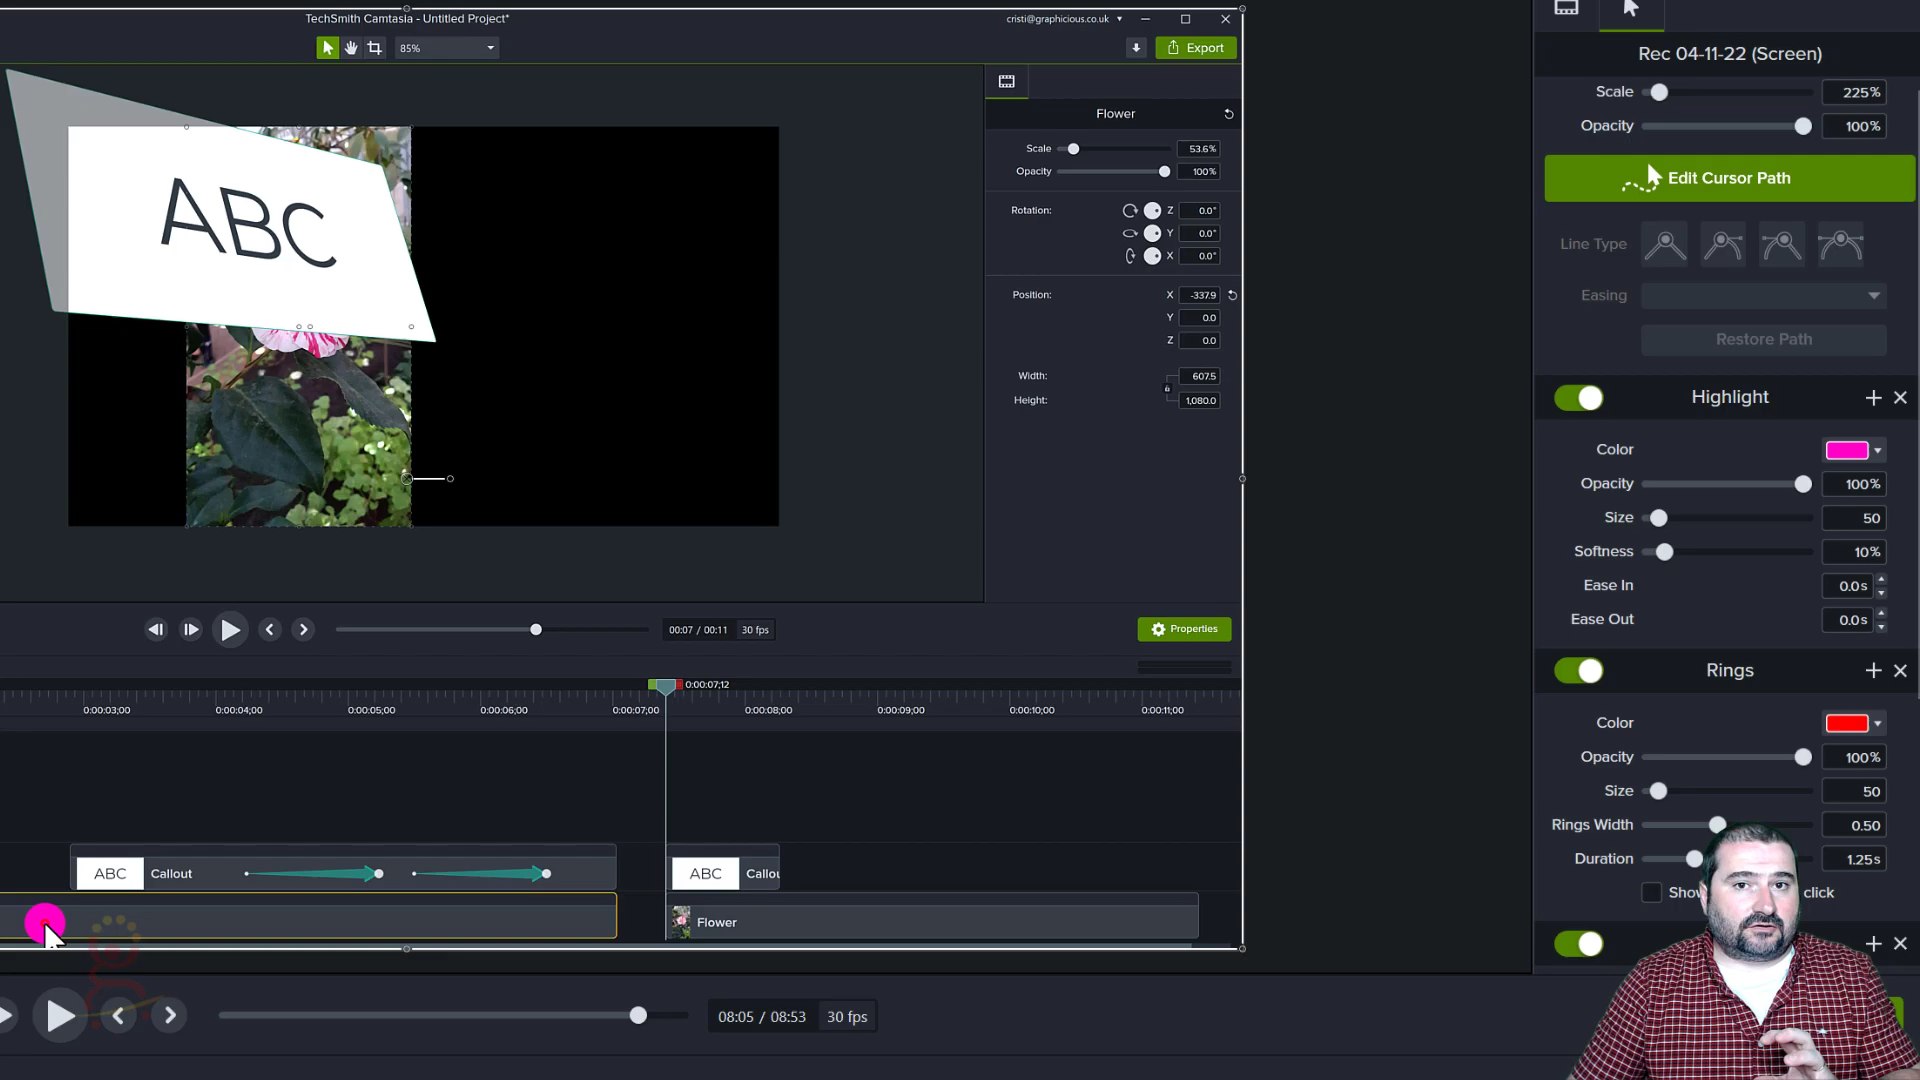 TechSmith Camtasia - Untitled Project*
cristi@graphicious.co.uk
85%
Export
Flower
Scale 53.6%
Opacity 100%
Rotation: Z 0.0°
Y 0.0°
X 0.0°
Position: X -337.9
Y 0.0
Z 0.0
Width: 607.5
Height: 1,080.0
ABC
00:07 / 00:11 30 fps
Properties
0:00:07;12
0:00:03;00 0:00:04;00 0:00:05;00 0:00:06;00 0:00:07;00 0:00:08;00 0:00:09;00 0:00:10;00 0:00:11;00
ABC Callout
ABC Callou
Flower
08:05 / 08:53 30 fps
Rec 04-11-22 (Screen)
Scale 225%
Opacity 100%
Edit Cursor Path
Line Type
Easing
Restore Path
Highlight
Color
Opacity 100%
Size 50
Softness 10%
Ease In 0.0s
Ease Out 0.0s
Rings
Color
Opacity 100%
Size 50
Rings Width 0.50
Duration 1.25s
click